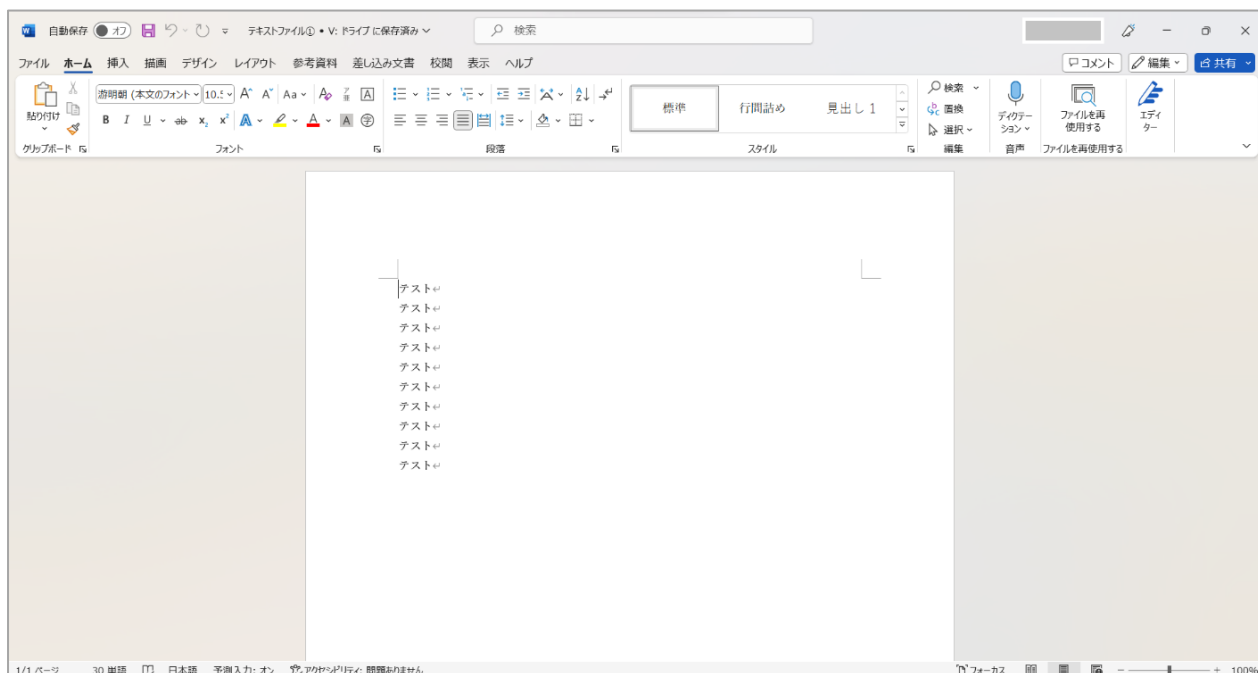 自動保存 オフ テキストファイル① • V: ドライブ に保存済み 検索
ファイル ホーム 挿入 描画 デザイン レイアウト 参考資料 差し込み文書 校閲 表示 ヘルプ コメント 編集 共有
貼り付け 游明朝 (本文のフォント 10.5 A A Aa A A 標準 行間詰め 見出し 1 検索 置換 選択 ディクテーション ファイルを再使用する エディター
B I U ab x₂ x² A A A 字
クリップボード フォント 段落 スタイル 編集 音声 ファイルを再使用する
テスト
テスト
テスト
テスト
テスト
テスト
テスト
テスト
テスト
テスト
1/1 ページ 30 単語 日本語 予測入力: オン アクセシビリティ: 問題ありません フォーカス 100%